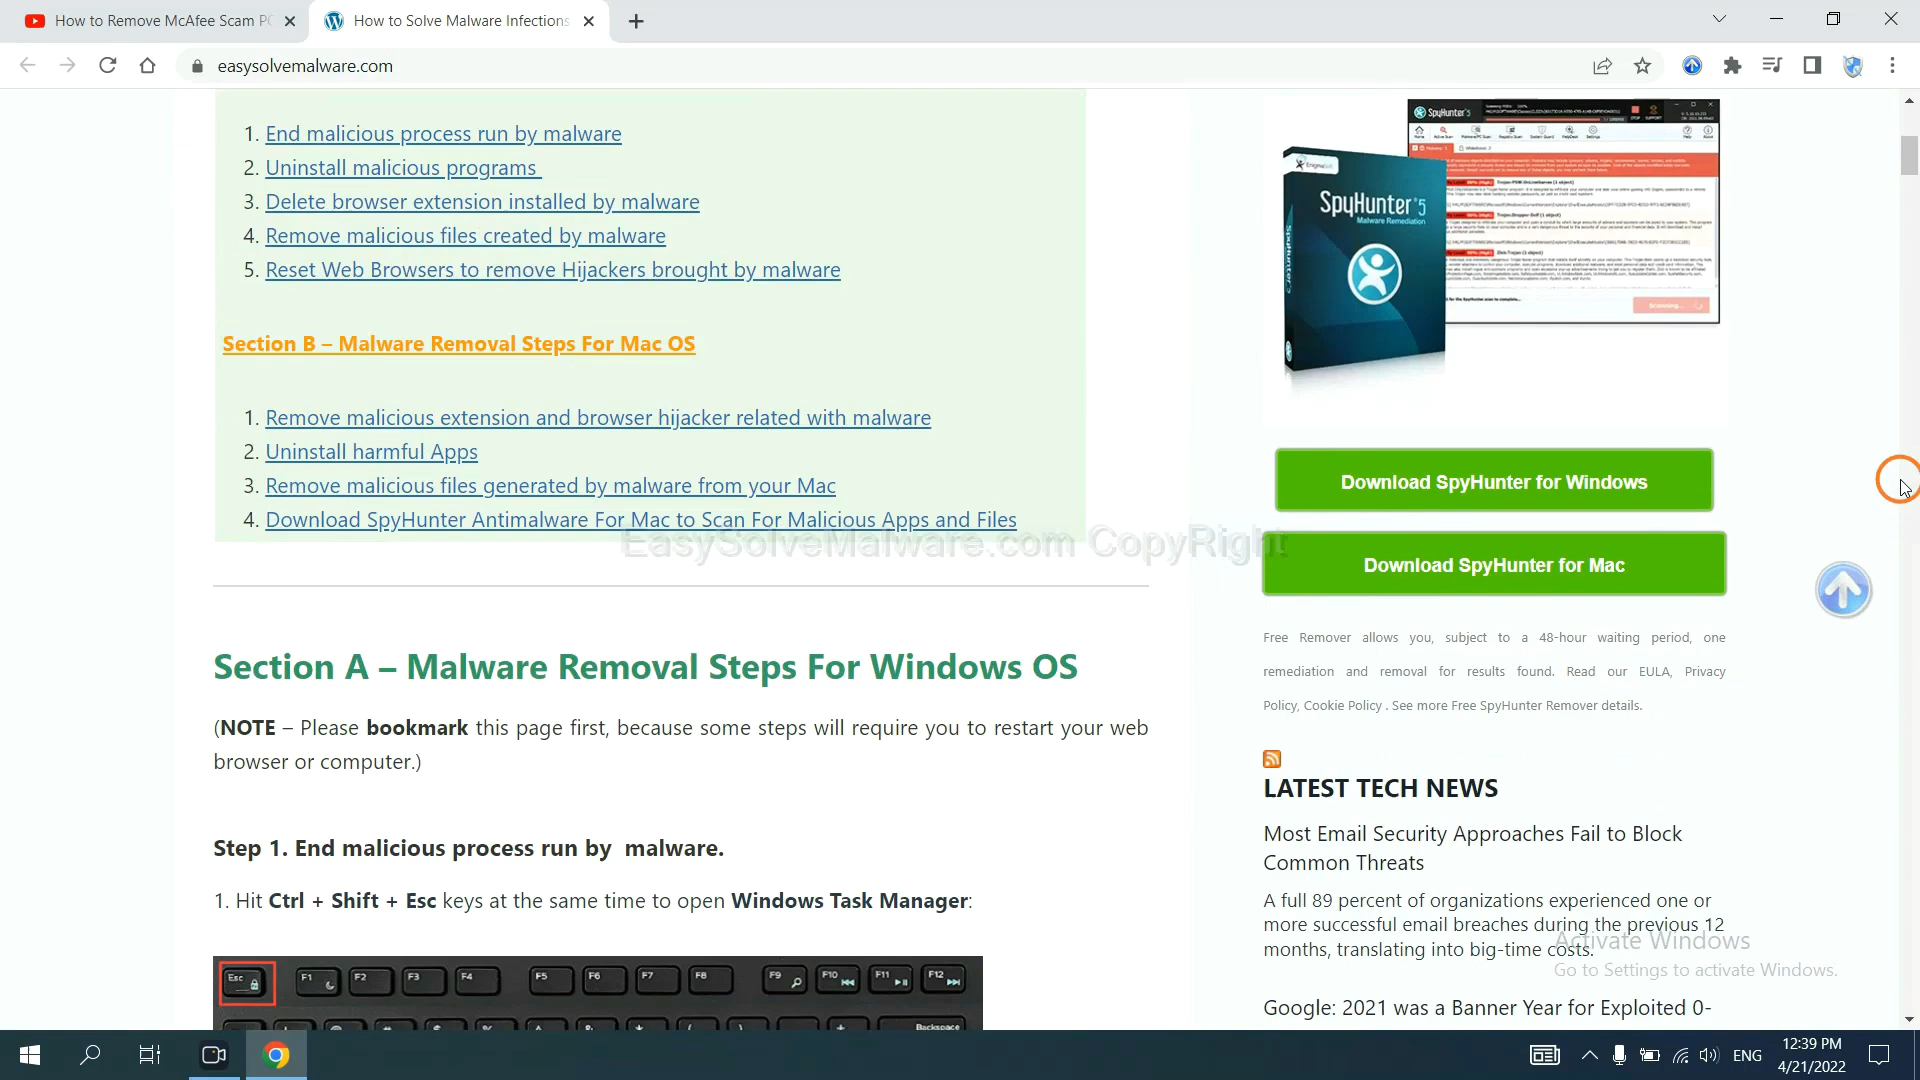 How to Remove McAfee Scam PC
How to Solve Malware Infections
easysolvemalware.com
1. End malicious process run by malware
2. Uninstall malicious programs
3. Delete browser extension installed by malware
4. Remove malicious files created by malware
5. Reset Web Browsers to remove Hijackers brought by malware
Section B – Malware Removal Steps For Mac OS
1. Remove malicious extension and browser hijacker related with malware
2. Uninstall harmful Apps
3. Remove malicious files generated by malware from your Mac
4. Download SpyHunter Antimalware For Mac to Scan For Malicious Apps and Files
EasySolveMalware.com CopyRight
Section A – Malware Removal Steps For Windows OS
(NOTE – Please bookmark this page first, because some steps will require you to restart your web
browser or computer.)
Step 1. End malicious process run by malware.
1. Hit Ctrl + Shift + Esc keys at the same time to open Windows Task Manager:
Esc F1 F2 F3 F4 F5 F6 F7 F8 F9 F10 F11 F12
Backspace
SpyHunter 5
EnigmaSoft
SpyHunter 5
Malware Remediation
SpyHunter 5
Download SpyHunter for Windows
Download SpyHunter for Mac
Free Remover allows you, subject to a 48-hour waiting period, one
remediation and removal for results found. Read our EULA, Privacy
Policy, Cookie Policy . See more Free SpyHunter Remover details.
LATEST TECH NEWS
Most Email Security Approaches Fail to Block
Common Threats
A full 89 percent of organizations experienced one or
more successful email breaches during the previous 12
months, translating into big-time costs.
Activate Windows
Go to Settings to activate Windows.
Google: 2021 was a Banner Year for Exploited 0-
ENG
12:39 PM
4/21/2022